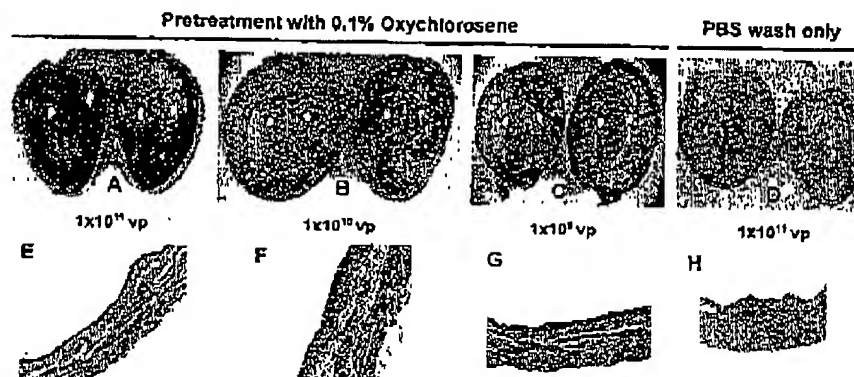 Pretreatment with 0.1% Oxychlorosene PBS wash only
A B C D
1x10¹¹ vp 1x10¹⁰ vp 1x10⁹ vp 1x10¹¹ vp
E F G H